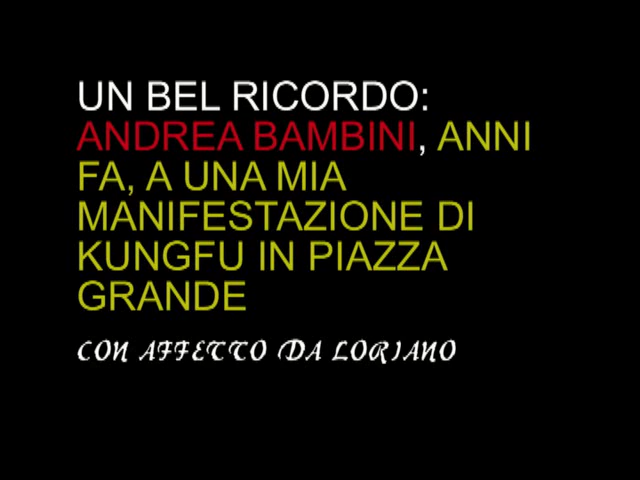 UN BEL RICORDO:
ANDREA BAMBINI, ANNI
FA, A UNA MIA
MANIFESTAZIONE DI
KUNGFU IN PIAZZA
GRANDE
CON AFFETTO DA LORIANO